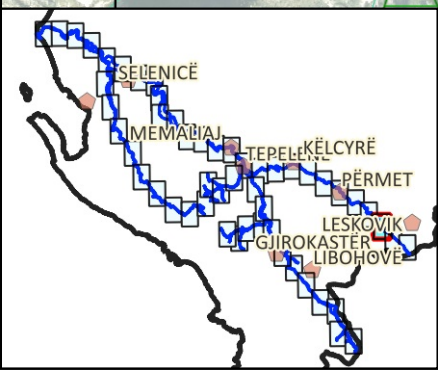 SELENICË
MEMALIAJ
TEPELENË
KËLCYRË
PËRMET
LESKOVIK
GJIROKASTËR
LIBOHOVË